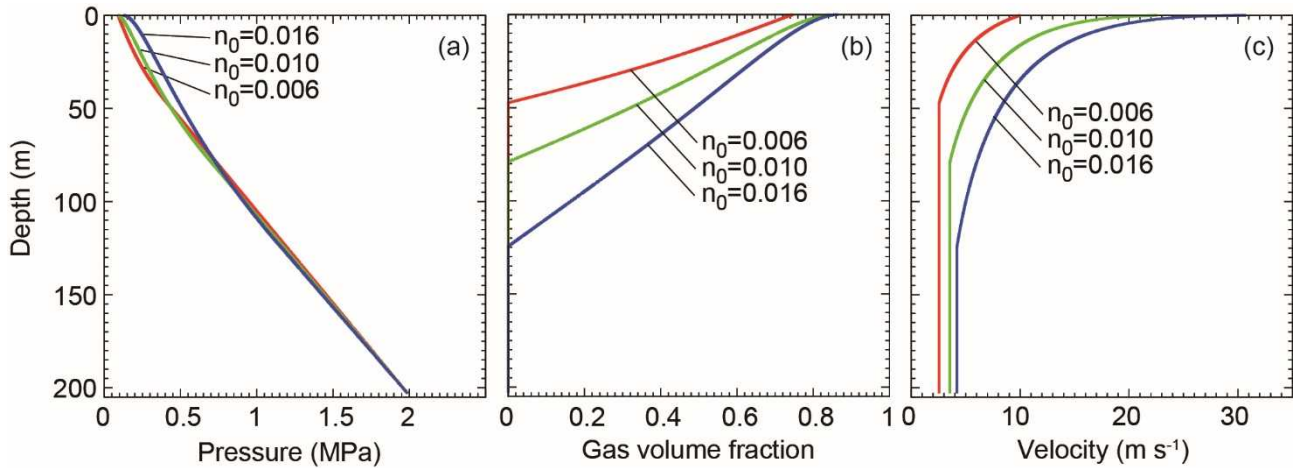 (a)
n0=0.016
n0=0.010
n0=0.006
Depth (m)
0
50
100
150
200
0 0.5 1 1.5 2
Pressure (MPa)
(b)
n0=0.006
n0=0.010
n0=0.016
0 0.2 0.4 0.6 0.8 1
Gas volume fraction
(c)
n0=0.006
n0=0.010
n0=0.016
0 10 20 30
Velocity (m s-1)